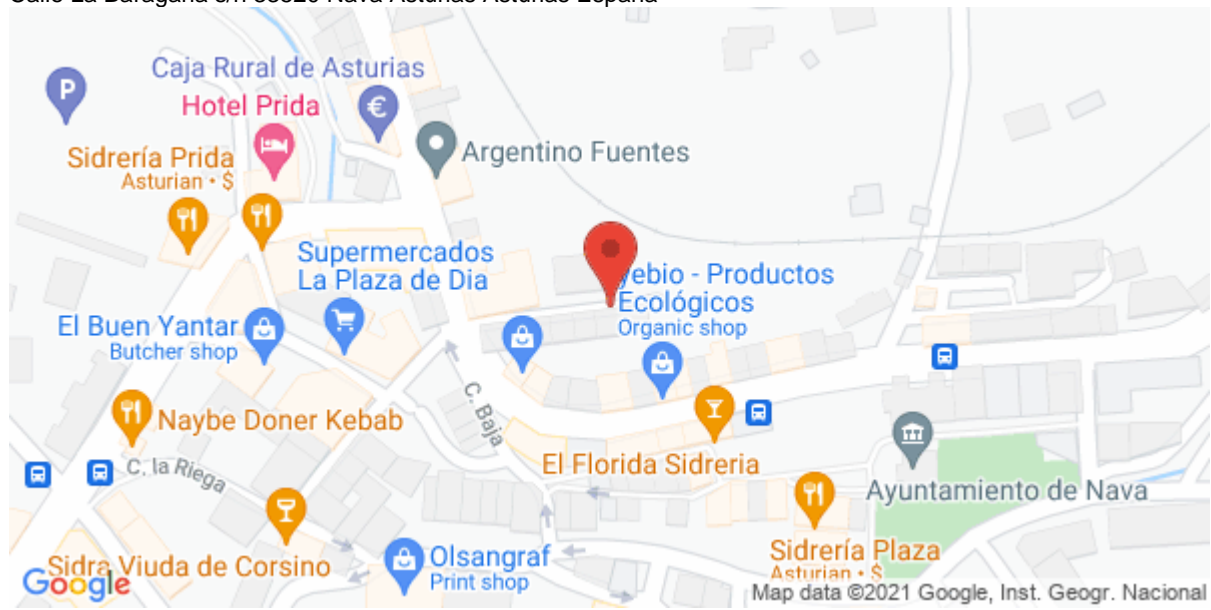 Caja Rural de Asturias
Hotel Prida
Sidrería Prida
Asturian • $
Argentino Fuentes
Supermercados
La Plaza de Dia
yebio - Productos
Ecológicos
Organic shop
El Buen Yantar
Butcher shop
Naybe Doner Kebab
C. Baja
C. la Riega
El Florida Sidreria
Ayuntamiento de Nava
Sidra Viuda de Corsino
Olsangraf
Print shop
Sidrería Plaza
Asturian • $
Google
Map data ©2021 Google, Inst. Geogr. Nacional